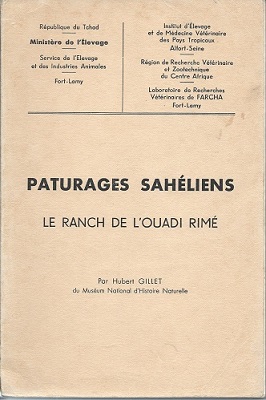 République du Tchad
Ministère de l'Elevage
Service de l'Elevage
et des Industries Animales
Fort-Lamy
Institut d'Élevage
et de Médecine Vétérinaire
des Pays Tropicaux
Alfort-Seine
Région de Recherche Vétérinaire
et Zootechnique
du Centre Afrique
Laboratoire de Recherches
Vétérinaires de FARCHA
Fort-Lamy
PATURAGES SAHÉLIENS
LE RANCH DE L'OUADI RIMÉ
Par Hubert GILLET
du Muséum National d'Histoire Naturelle